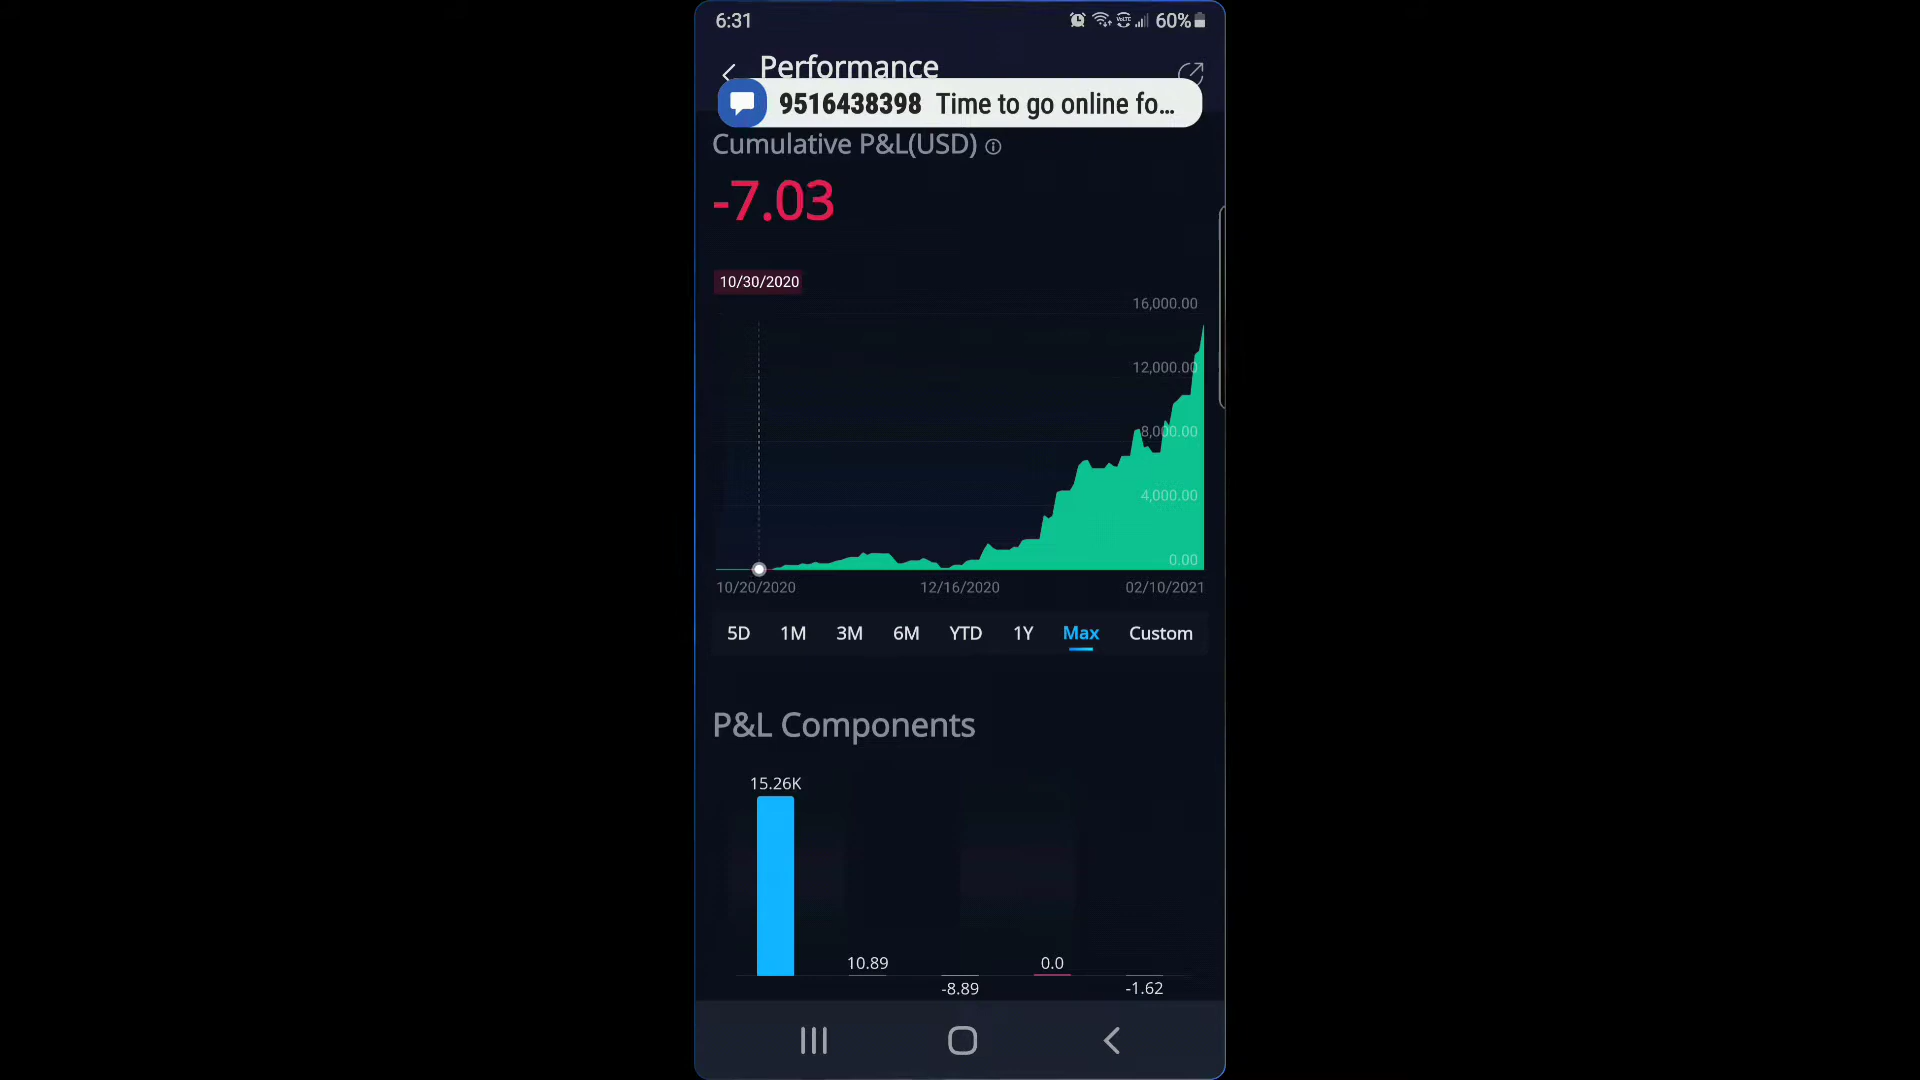 6:31
60%
Performance
9516438398 Time to go online fo...
Cumulative P&L(USD)
-7.03
10/30/2020
16,000.00
12,000.00
8,000.00
4,000.00
0.00
10/20/2020 12/16/2020 02/10/2021
5D 1M 3M 6M YTD 1Y Max Custom
P&L Components
15.26K
10.89 0.0
-8.89 -1.62